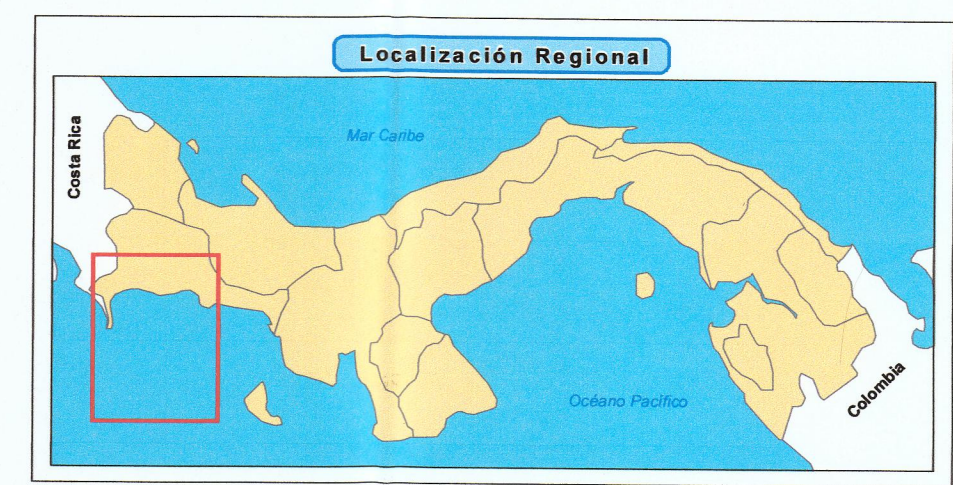 Localización Regional
Costa Rica
Mar Caribe
Océano Pacífico
Colombia